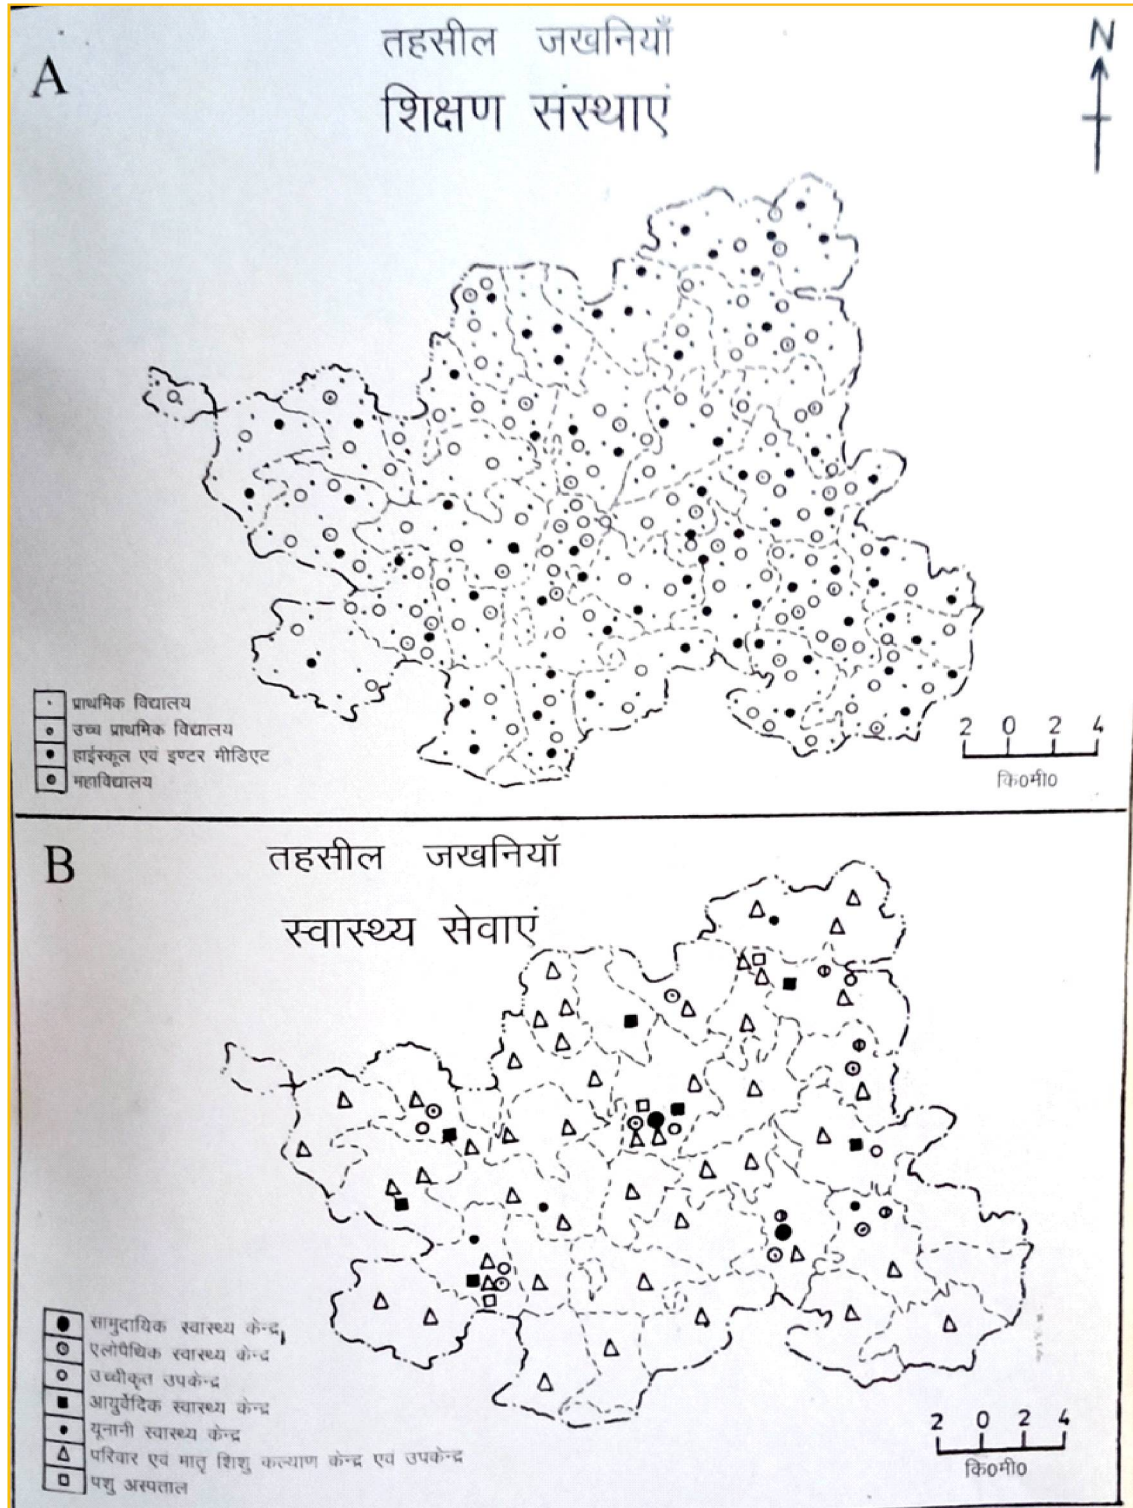 A
तहसील जखनियाँ
शिक्षण संस्थाएं
N
प्राथमिक विद्यालय
उच्च प्राथमिक विद्यालय
हाईस्कूल एवं इण्टर मीडिएट
महाविद्यालय
2 0 2 4
कि0मी0
B
तहसील जखनियॉ
स्वास्थ्य सेवाएं
सामुदायिक स्वास्थ्य केन्द्र
एलोपैथिक स्वास्थ्य केन्द्र
उच्चीकृत उपकेन्द्र
आयुर्वेदिक स्वास्थ्य केन्द्र
यूनानी स्वास्थ्य केन्द्र
परिवार एवं मातृ शिशु कल्याण केन्द्र एवं उपकेन्द्र
पशु अस्पताल
2 0 2 4
कि0मी0